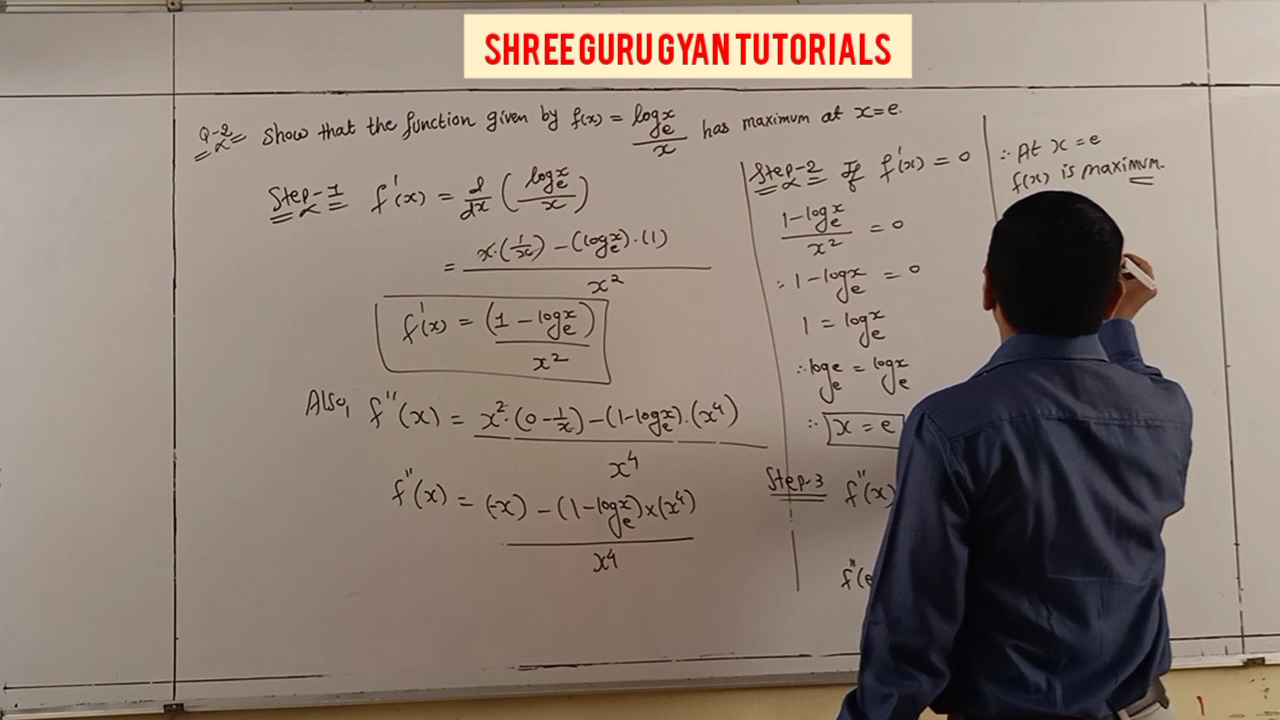 SHREE GURU GYAN TUTORIALS
Q-2 Show that the function given by f(x) = logₑx / x has maximum at x=e.
Step-1 f'(x) = d/dx (logₑx / x)
= x·(1/x) - (logₑx)·(1) / x²
f'(x) = (1 - logₑx) / x²
Also, f''(x) = x²·(0 - 1/x) - (1-logₑx)·(x⁴) / x⁴
f''(x) = (-x) - (1-logₑx)×(x⁴) / x⁴
Step-2 If f'(x) = 0
1-logₑx / x² = 0
∴ 1-logₑx = 0
1 = logₑx
∴ logₑe = logₑx
∴ x = e
Step-3 f''(x)
f''(e
∴ At x = e
f(x) is maximum.